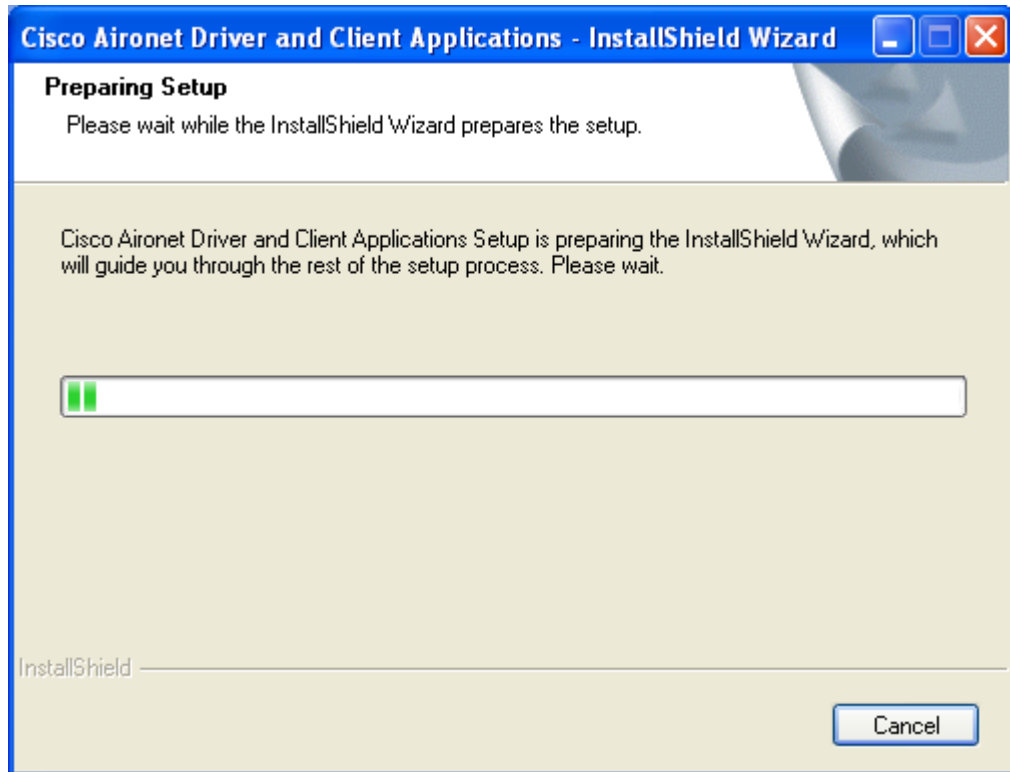 Cisco Aironet Driver and Client Applications - InstallShield Wizard
Preparing Setup
Please wait while the InstallShield Wizard prepares the setup.
Cisco Aironet Driver and Client Applications Setup is preparing the InstallShield Wizard, which
will guide you through the rest of the setup process. Please wait.
InstallShield
Cancel